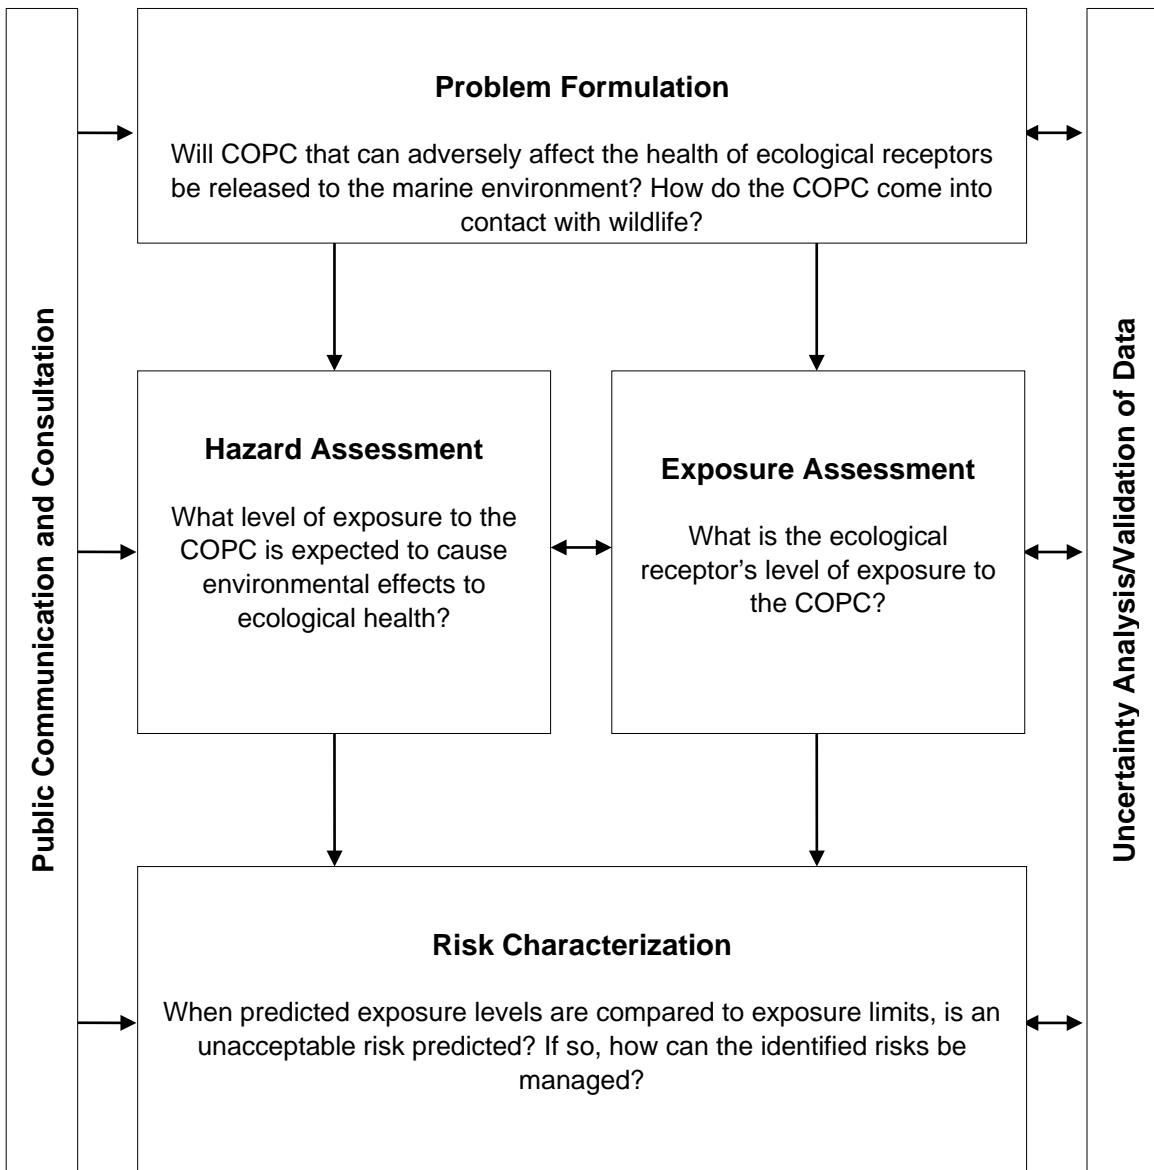 Public Communication and Consultation
Problem Formulation
Will COPC that can adversely affect the health of ecological receptors
be released to the marine environment? How do the COPC come into
contact with wildlife?
Hazard Assessment
What level of exposure to the
COPC is expected to cause
environmental effects to
ecological health?
Exposure Assessment
What is the ecological
receptor’s level of exposure to
the COPC?
Risk Characterization
When predicted exposure levels are compared to exposure limits, is an
unacceptable risk predicted? If so, how can the identified risks be
managed?
Uncertainty Analysis/Validation of Data